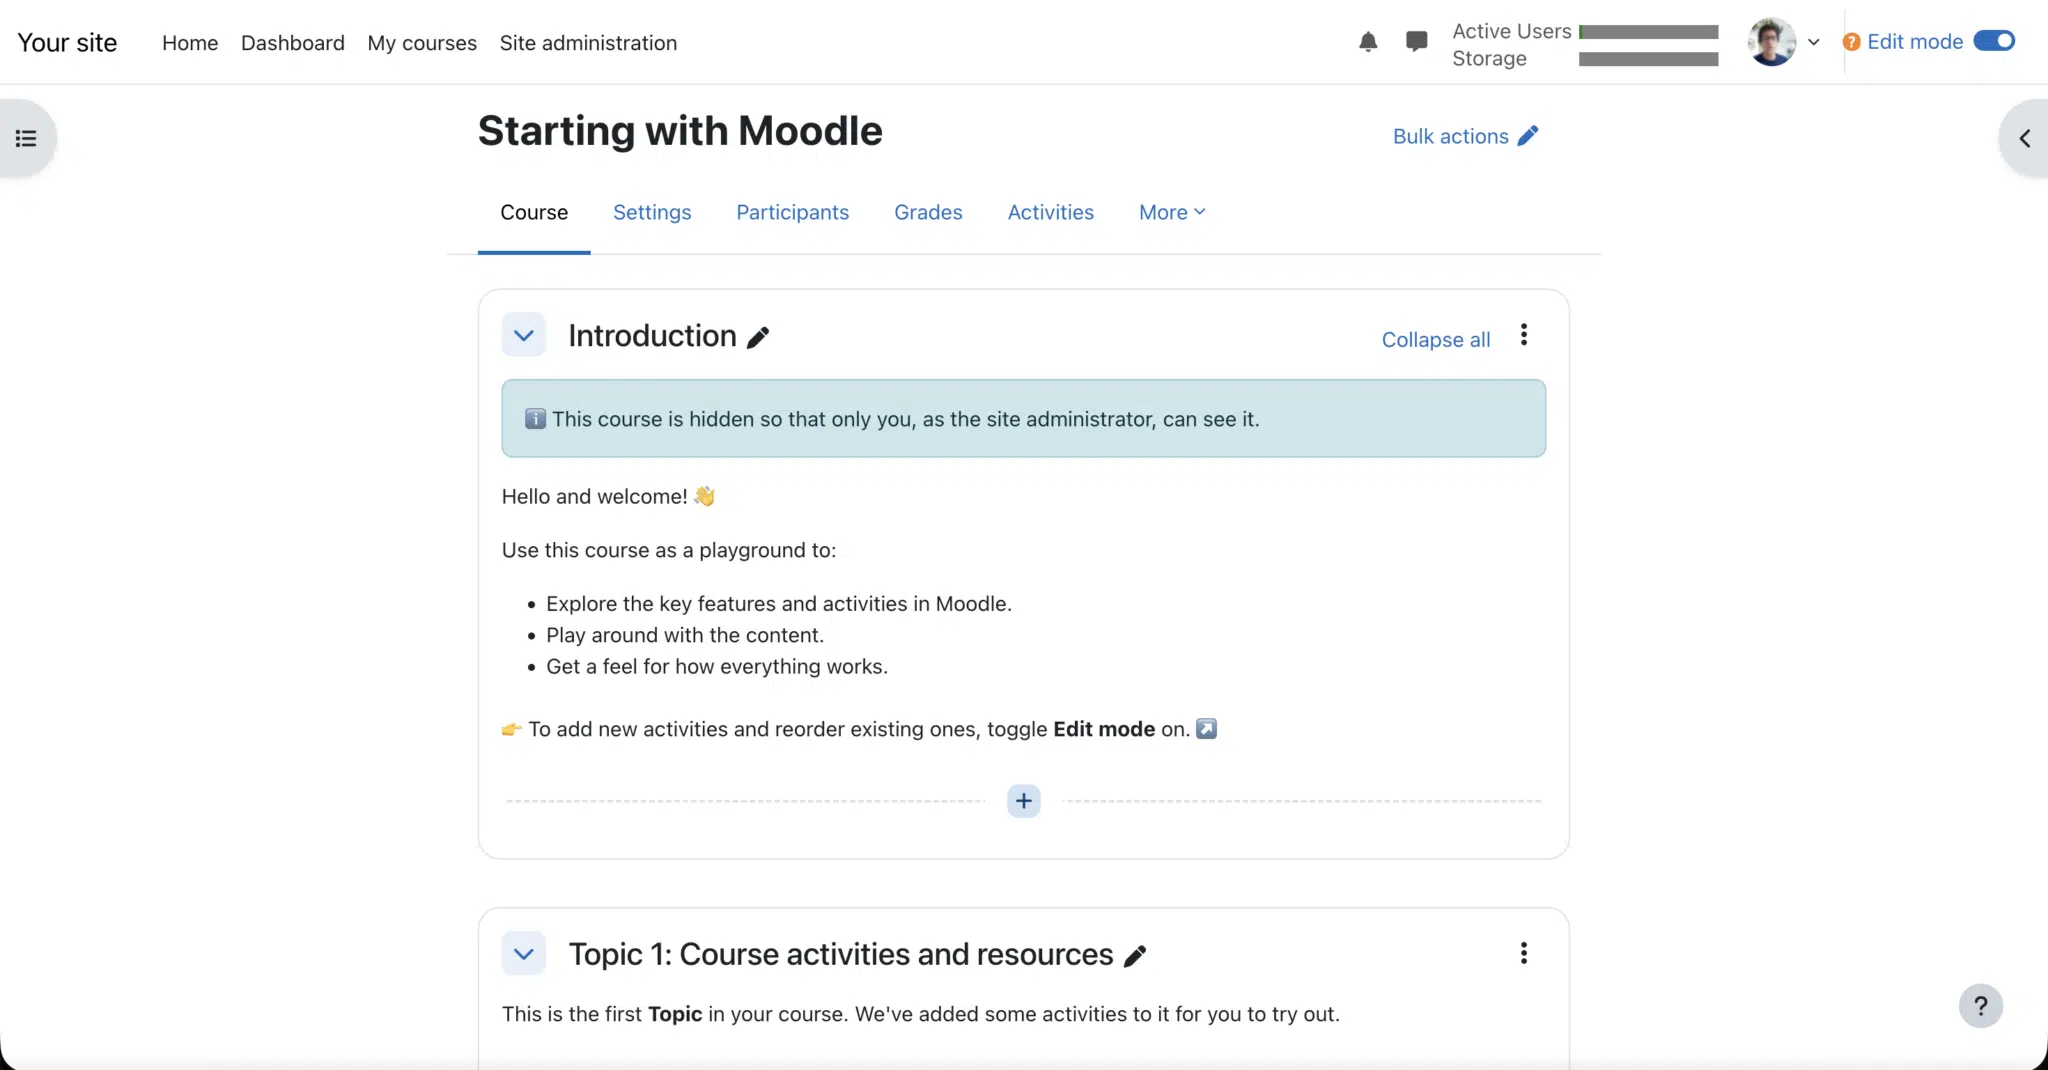 Your site Home Dashboard My courses Site administration Active Users Edit mode
Storage
Starting with Moodle Bulk actions
Course Settings Participants Grades Activities More
Introduction Collapse all
This course is hidden so that only you, as the site administrator, can see it.
Hello and welcome! 👋
Use this course as a playground to:
• Explore the key features and activities in Moodle.
• Play around with the content.
• Get a feel for how everything works.
👉 To add new activities and reorder existing ones, toggle Edit mode on. ↗️
Topic 1: Course activities and resources
This is the first Topic in your course. We've added some activities to it for you to try out.